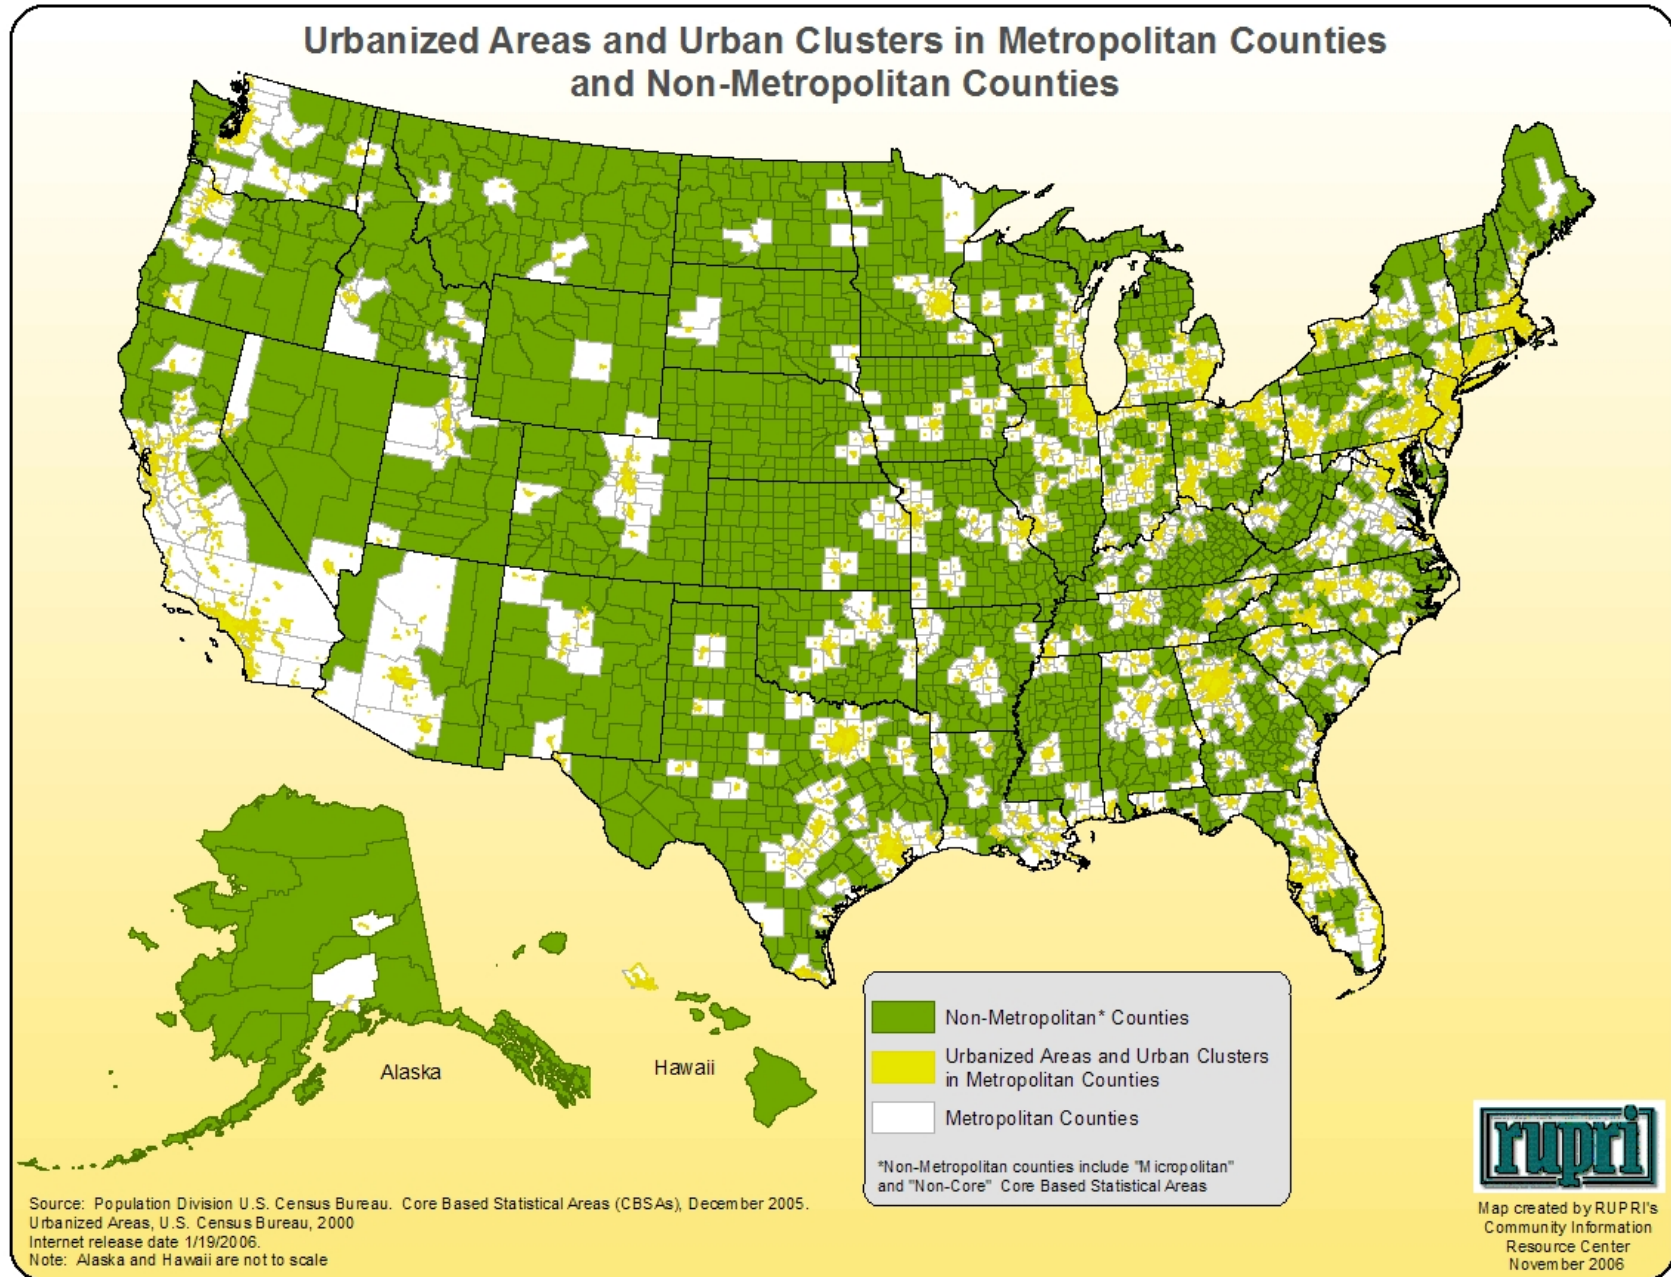 Urbanized Areas and Urban Clusters in Metropolitan Counties
and Non-Metropolitan Counties
Alaska
Hawaii
Non-Metropolitan* Counties
Urbanized Areas and Urban Clusters
in Metropolitan Counties
Metropolitan Counties
*Non-Metropolitan counties include "Micropolitan"
and "Non-Core" Core Based Statistical Areas
Source: Population Division U.S. Census Bureau. Core Based Statistical Areas (CBSAs), December 2005.
Urbanized Areas, U.S. Census Bureau, 2000
Internet release date 1/19/2006.
Note: Alaska and Hawaii are not to scale
rupri
Map created by RUPRI's
Community Information
Resource Center
November 2006